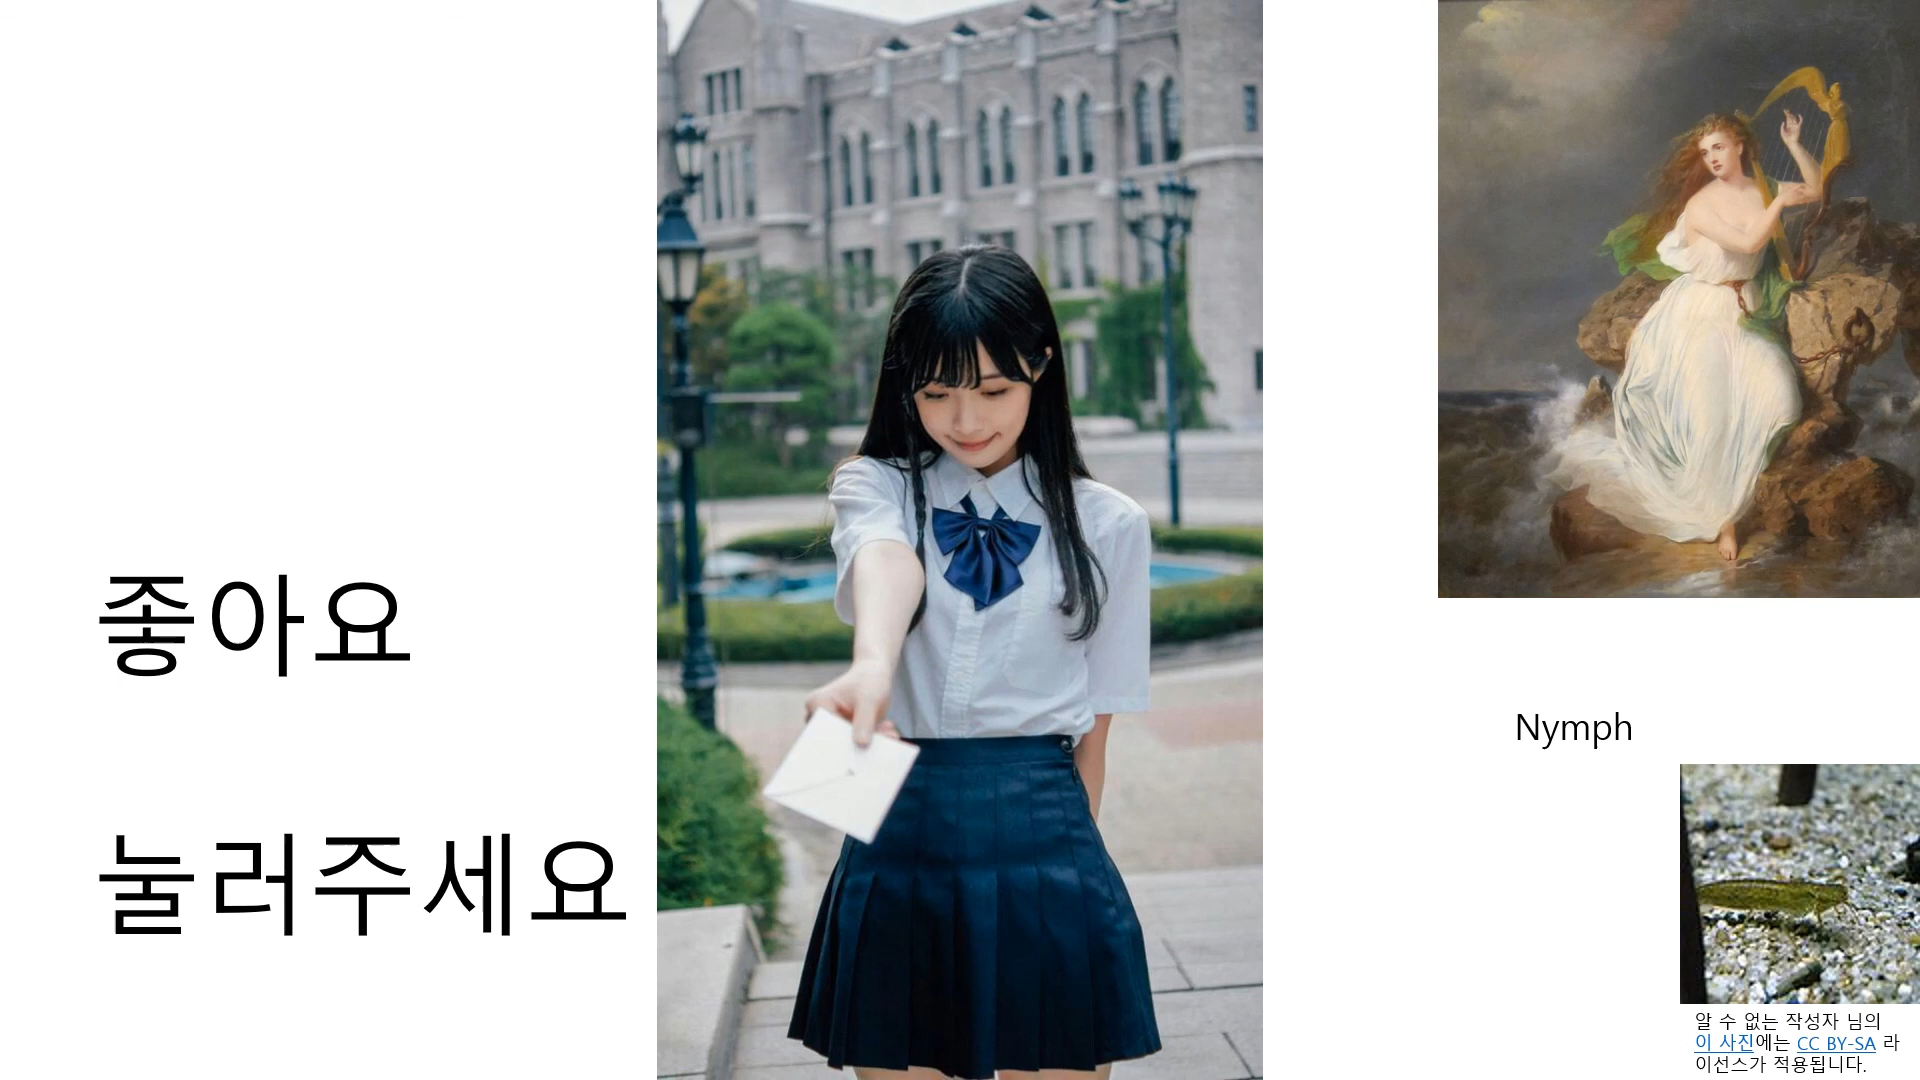 좋아요
눌러주세요
Nymph
알 수 없는 작성자 님의
이 사진에는 CC BY-SA 라
이선스가 적용됩니다.